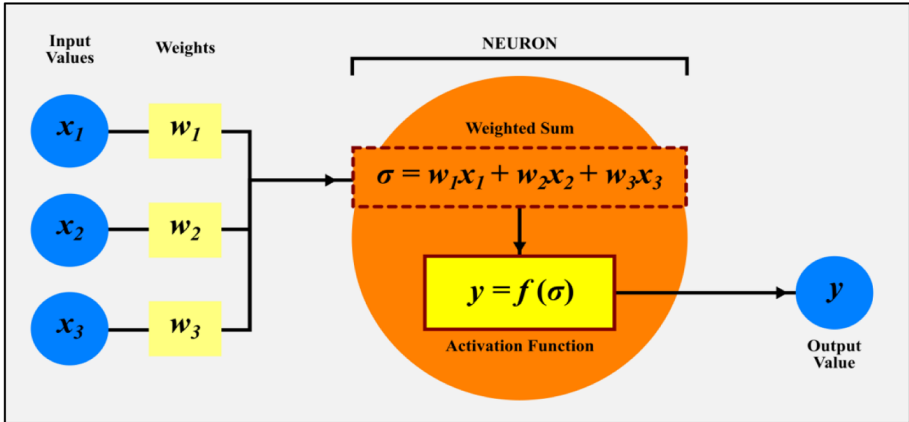 Input
Values
Weights
NEURON
x₁
w₁
Weighted Sum
σ = w₁x₁ + w₂x₂ + w₃x₃
x₂
w₂
y = f (σ)
y
x₃
w₃
Activation Function
Output
Value